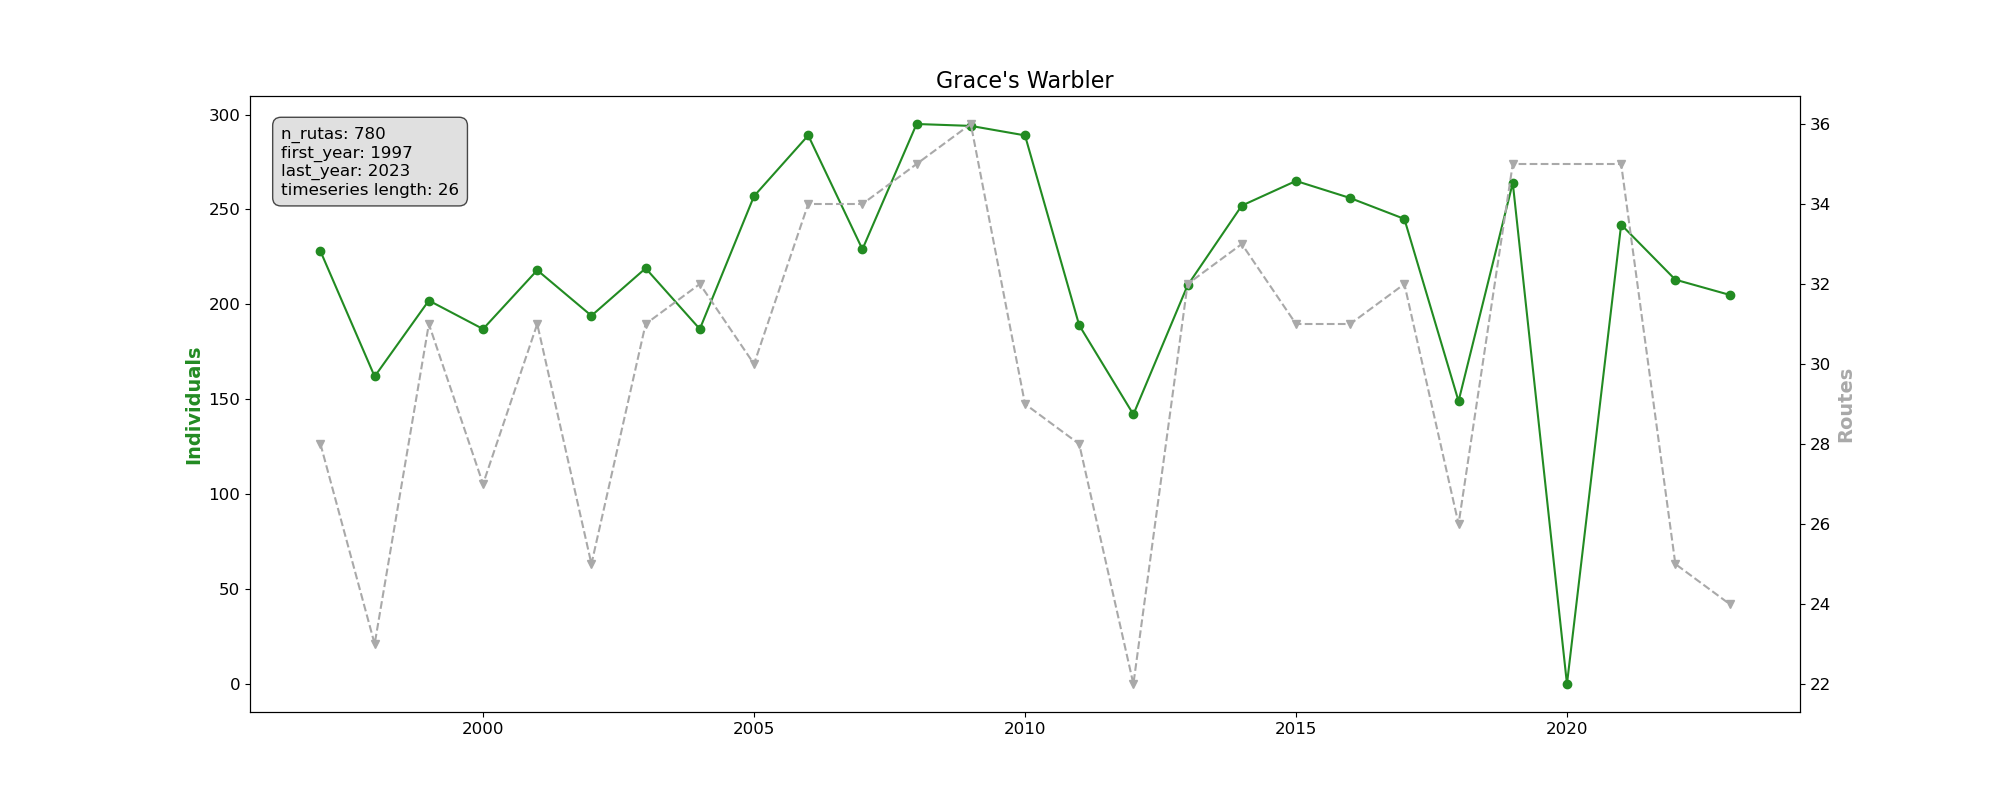 Grace's Warbler
n_rutas: 780
first_year: 1997
last_year: 2023
timeseries length: 26
Individuals
300
250
200
150
100
50
0
36
34
32
30
28
26
24
22
Routes
2000
2005
2010
2015
2020